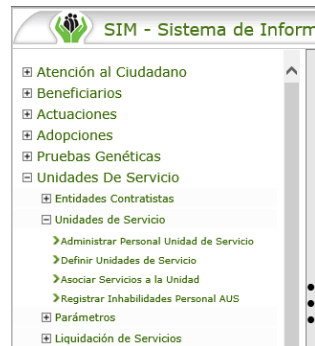 SIM - Sistema de Inform
Atención al Ciudadano
Beneficiarios
Actuaciones
Adopciones
Pruebas Genéticas
Unidades De Servicio
Entidades Contratistas
Unidades de Servicio
Administrar Personal Unidad de Servicio
Definir Unidades de Servicio
Asociar Servicios a la Unidad
Registrar Inhabilidades Personal AUS
Parámetros
Liquidación de Servicios